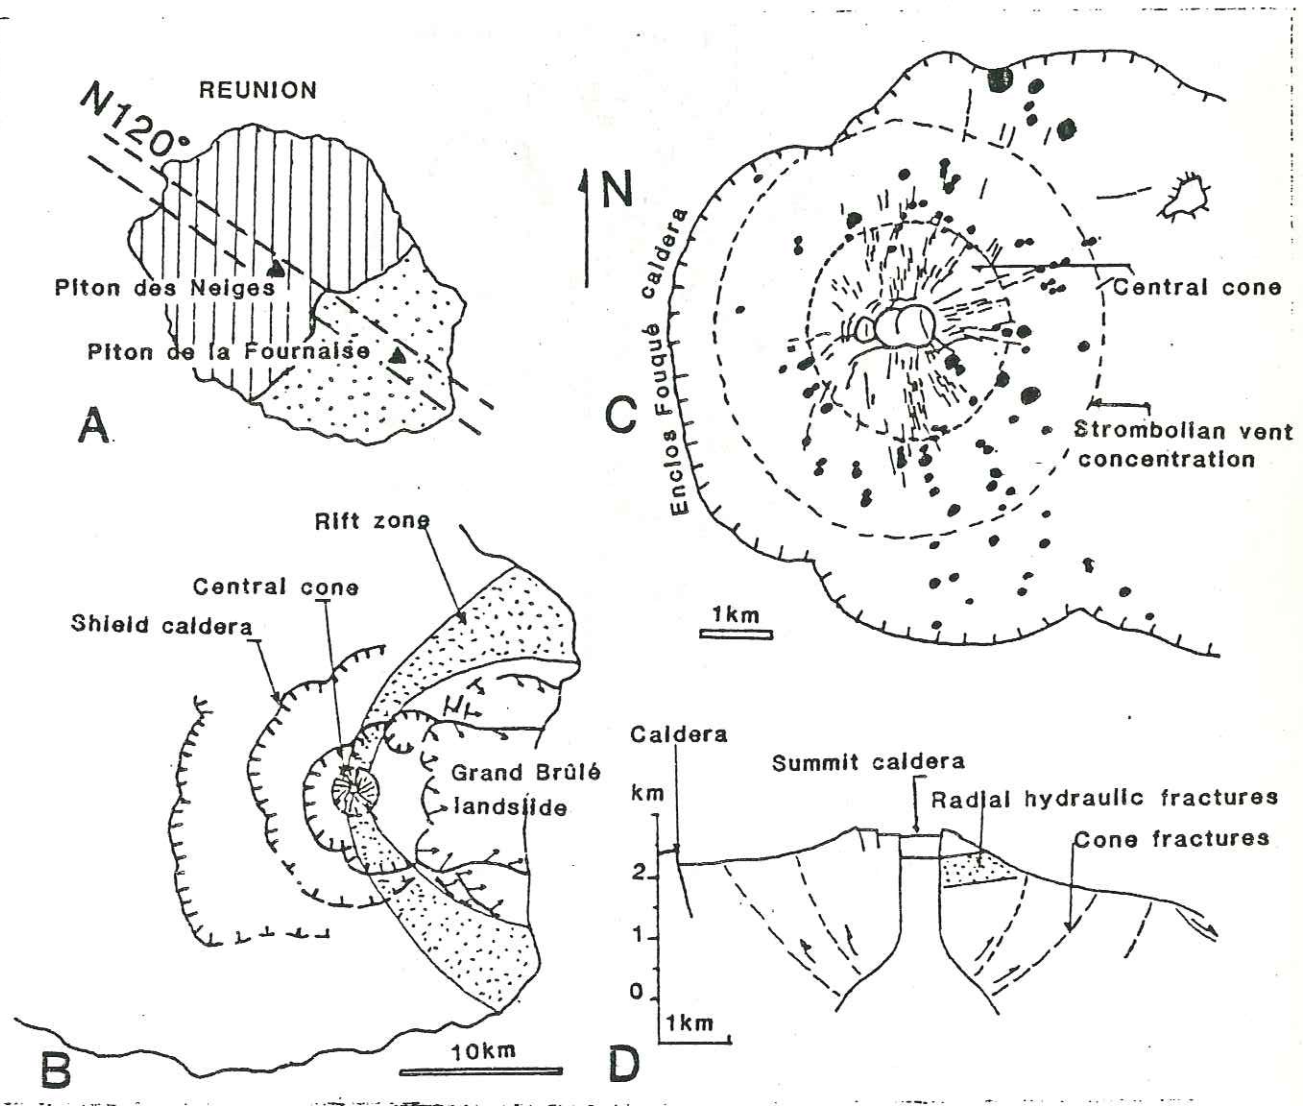 REUNION
N120°
Piton des Neiges
Piton de la Fournaise
A
N
Enclos Fouqué caldera
Central cone
C
Strombolian vent
concentration
1km
Rift zone
Central cone
Shield caldera
Grand Brûlé
landslide
B
10km
Caldera
km
Summit caldera
Radial hydraulic fractures
Cone fractures
2
1
0
1km
D